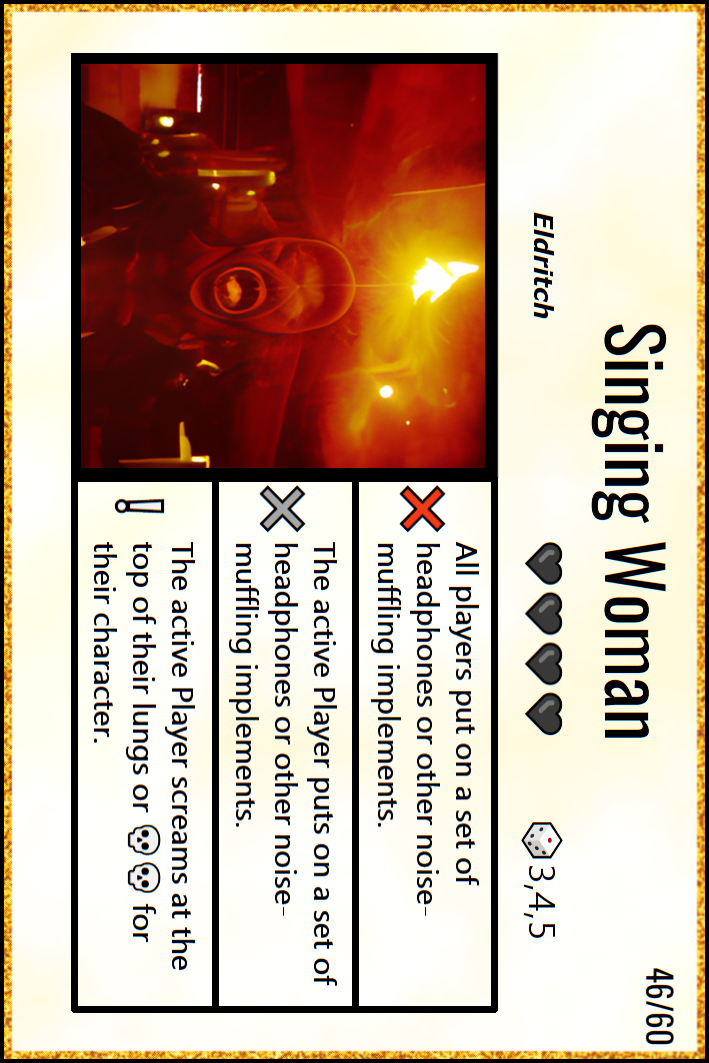 46/60
Singing Woman
Eldritch
3,4,5
All players put on a set of
headphones or other noise-
muffling implements.
The active Player puts on a set of
headphones or other noise-
muffling implements.
The active Player screams at the
top of their lungs or 💀💀 for
their character.